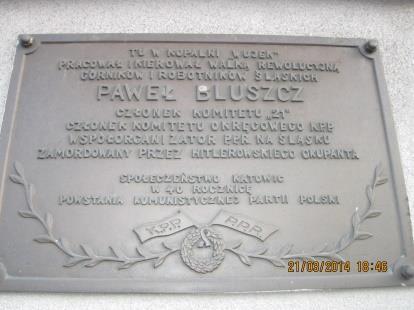 TU W KOPALNI „WUJEK”
PRACOWAŁ I KIEROWAŁ WALKĄ REWOLUCYJNĄ
GÓRNIKÓW I ROBOTNIKÓW ŚLĄSKICH
PAWEŁ BLUSZCZ
CZŁONEK KOMITETU „21”
CZŁONEK KOMITETU OKRĘGOWEGO KPP
WSPÓŁORGANIZATOR PPR NA ŚLĄSKU
ZAMORDOWANY PRZEZ HITLEROWSKIEGO OKUPANTA
SPOŁECZEŃSTWO KATOWIC
W 40 ROCZNICĘ
POWSTANIA KOMUNISTYCZNEJ PARTII POLSKI
K.P.P. P.P.R.
21/08/2014 18:46